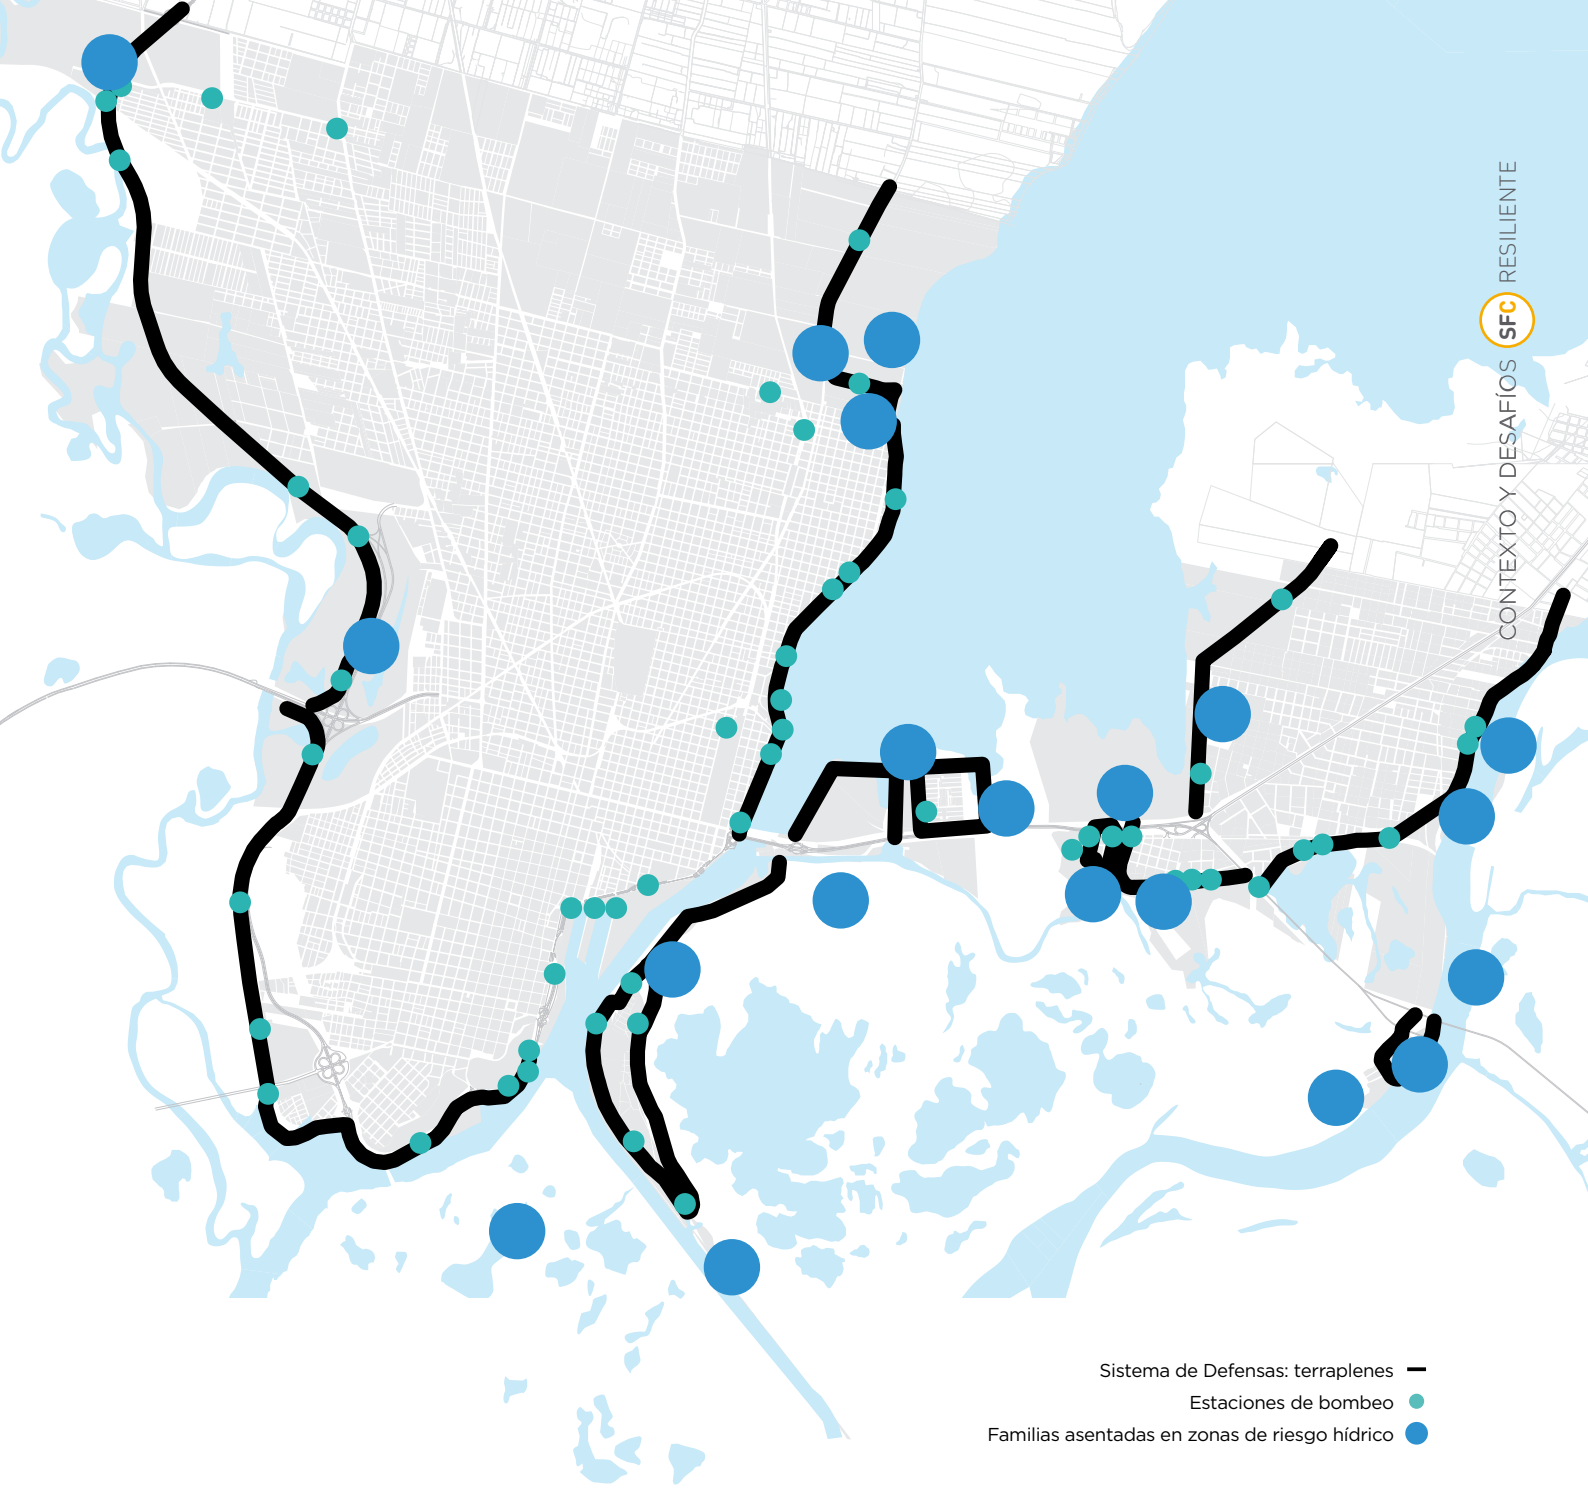 CONTEXTO Y DESAFÍOS SFC RESILIENTE
Sistema de Defensas: terraplenes
Estaciones de bombeo
Familias asentadas en zonas de riesgo hídrico